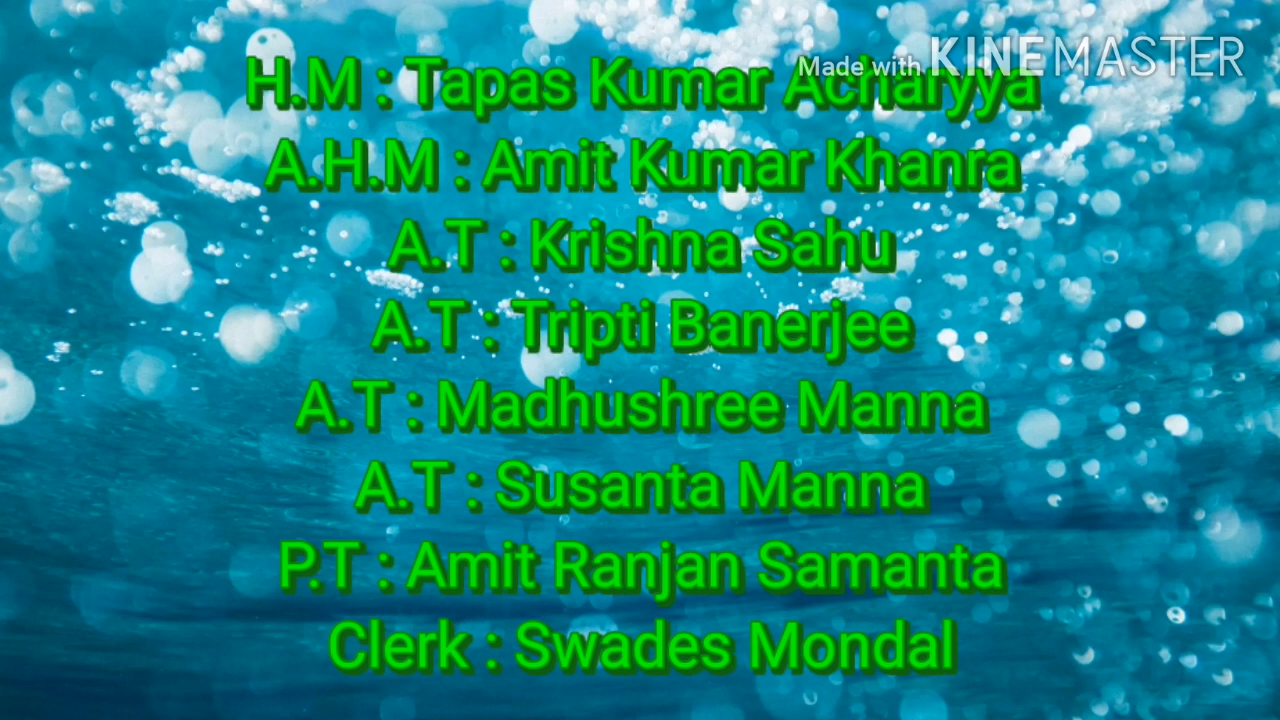 Made with KINEMASTER
H.M : Tapas Kumar Acharyya
A.H.M : Amit Kumar Khanra
A.T : Krishna Sahu
A.T : Tripti Banerjee
A.T : Madhushree Manna
A.T : Susanta Manna
P.T : Amit Ranjan Samanta
Clerk : Swades Mondal